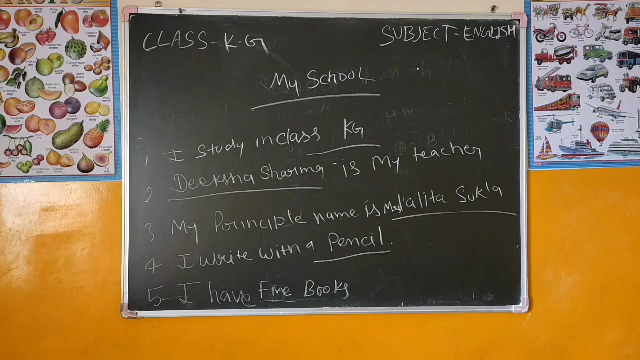 CLASS-K.G
SUBJECT-ENGLISH
My School
1. I study in class KG
2. Deeksha Sharma is My teacher
3. My Principle name is Mrs lalita Sukla
4. I write with a Pencil.
5- I have Five Books